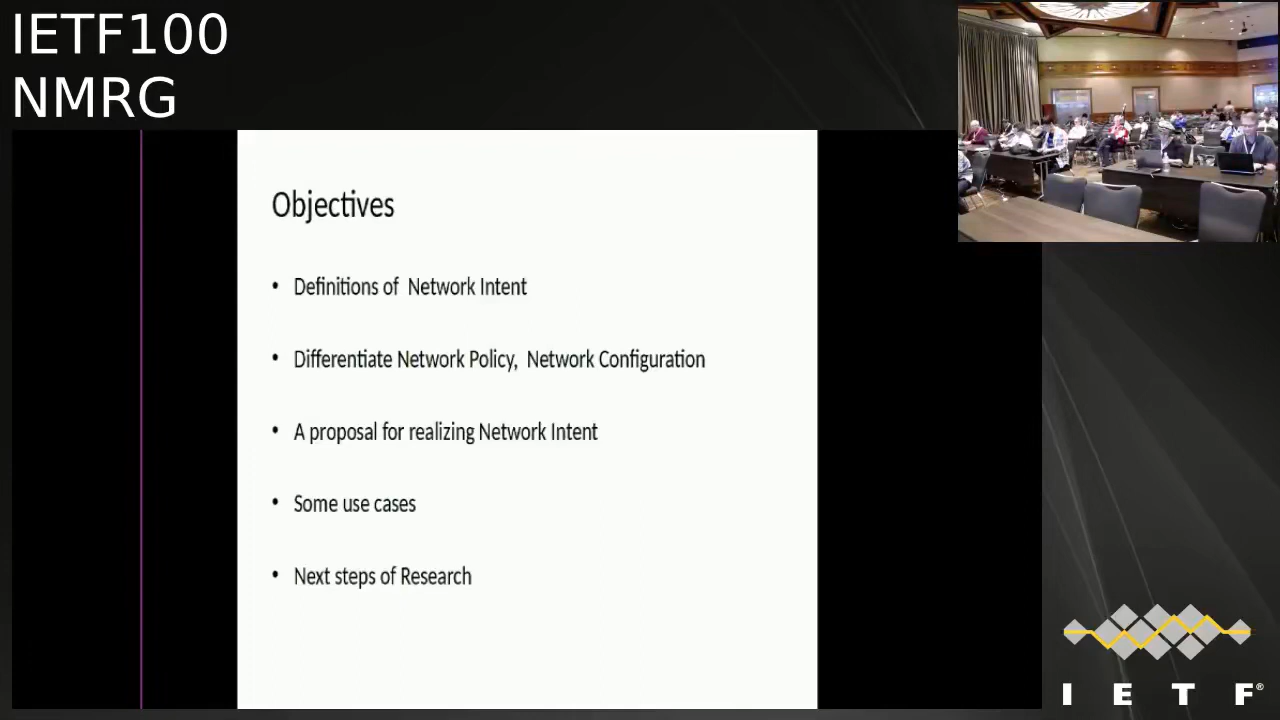 IETF100
NMRG
Objectives
• Definitions of Network Intent
• Differentiate Network Policy, Network Configuration
• A proposal for realizing Network Intent
• Some use cases
• Next steps of Research
I E T F®